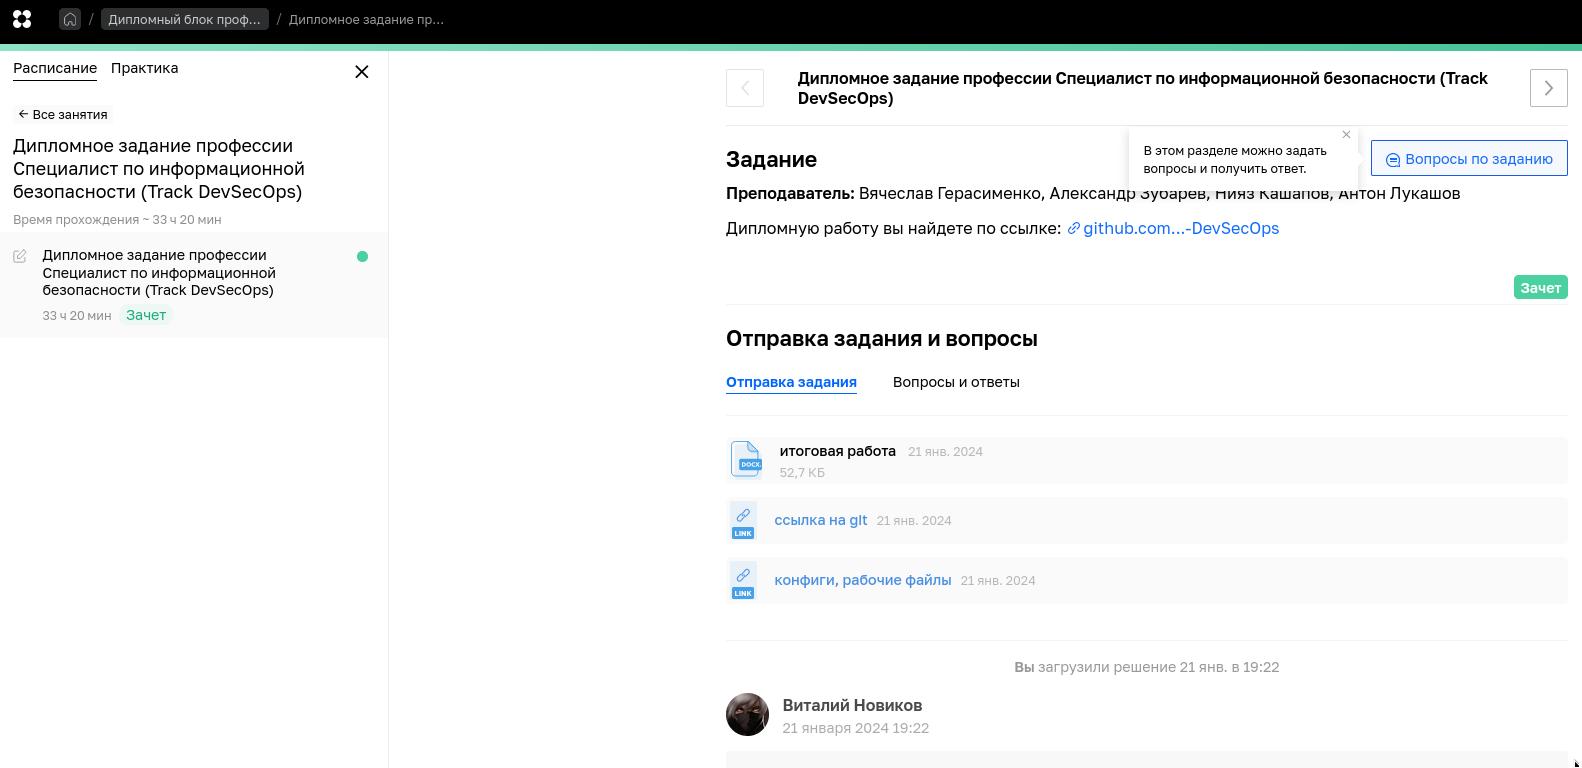 / Дипломный блок проф... / Дипломное задание пр...
Расписание Практика
← Все занятия
Дипломное задание профессии
Специалист по информационной
безопасности (Track DevSecOps)
Время прохождения ~ 33 ч 20 мин
Дипломное задание профессии
Специалист по информационной
безопасности (Track DevSecOps)
33 ч 20 мин Зачет
Дипломное задание профессии Специалист по информационной безопасности (Track
DevSecOps)
Задание
В этом разделе можно задать
вопросы и получить ответ.
Вопросы по заданию
Преподаватель: Вячеслав Герасименко, Александр Зубарев, Нияз Кашапов, Антон Лукашов
Дипломную работу вы найдете по ссылке: github.com...-DevSecOps
Зачет
Отправка задания и вопросы
Отправка задания Вопросы и ответы
DOCX
итоговая работа 21 янв. 2024
52,7 КБ
ссылка на git 21 янв. 2024
LINK
конфиги, рабочие файлы 21 янв. 2024
LINK
Вы загрузили решение 21 янв. в 19:22
Виталий Новиков
21 января 2024 19:22